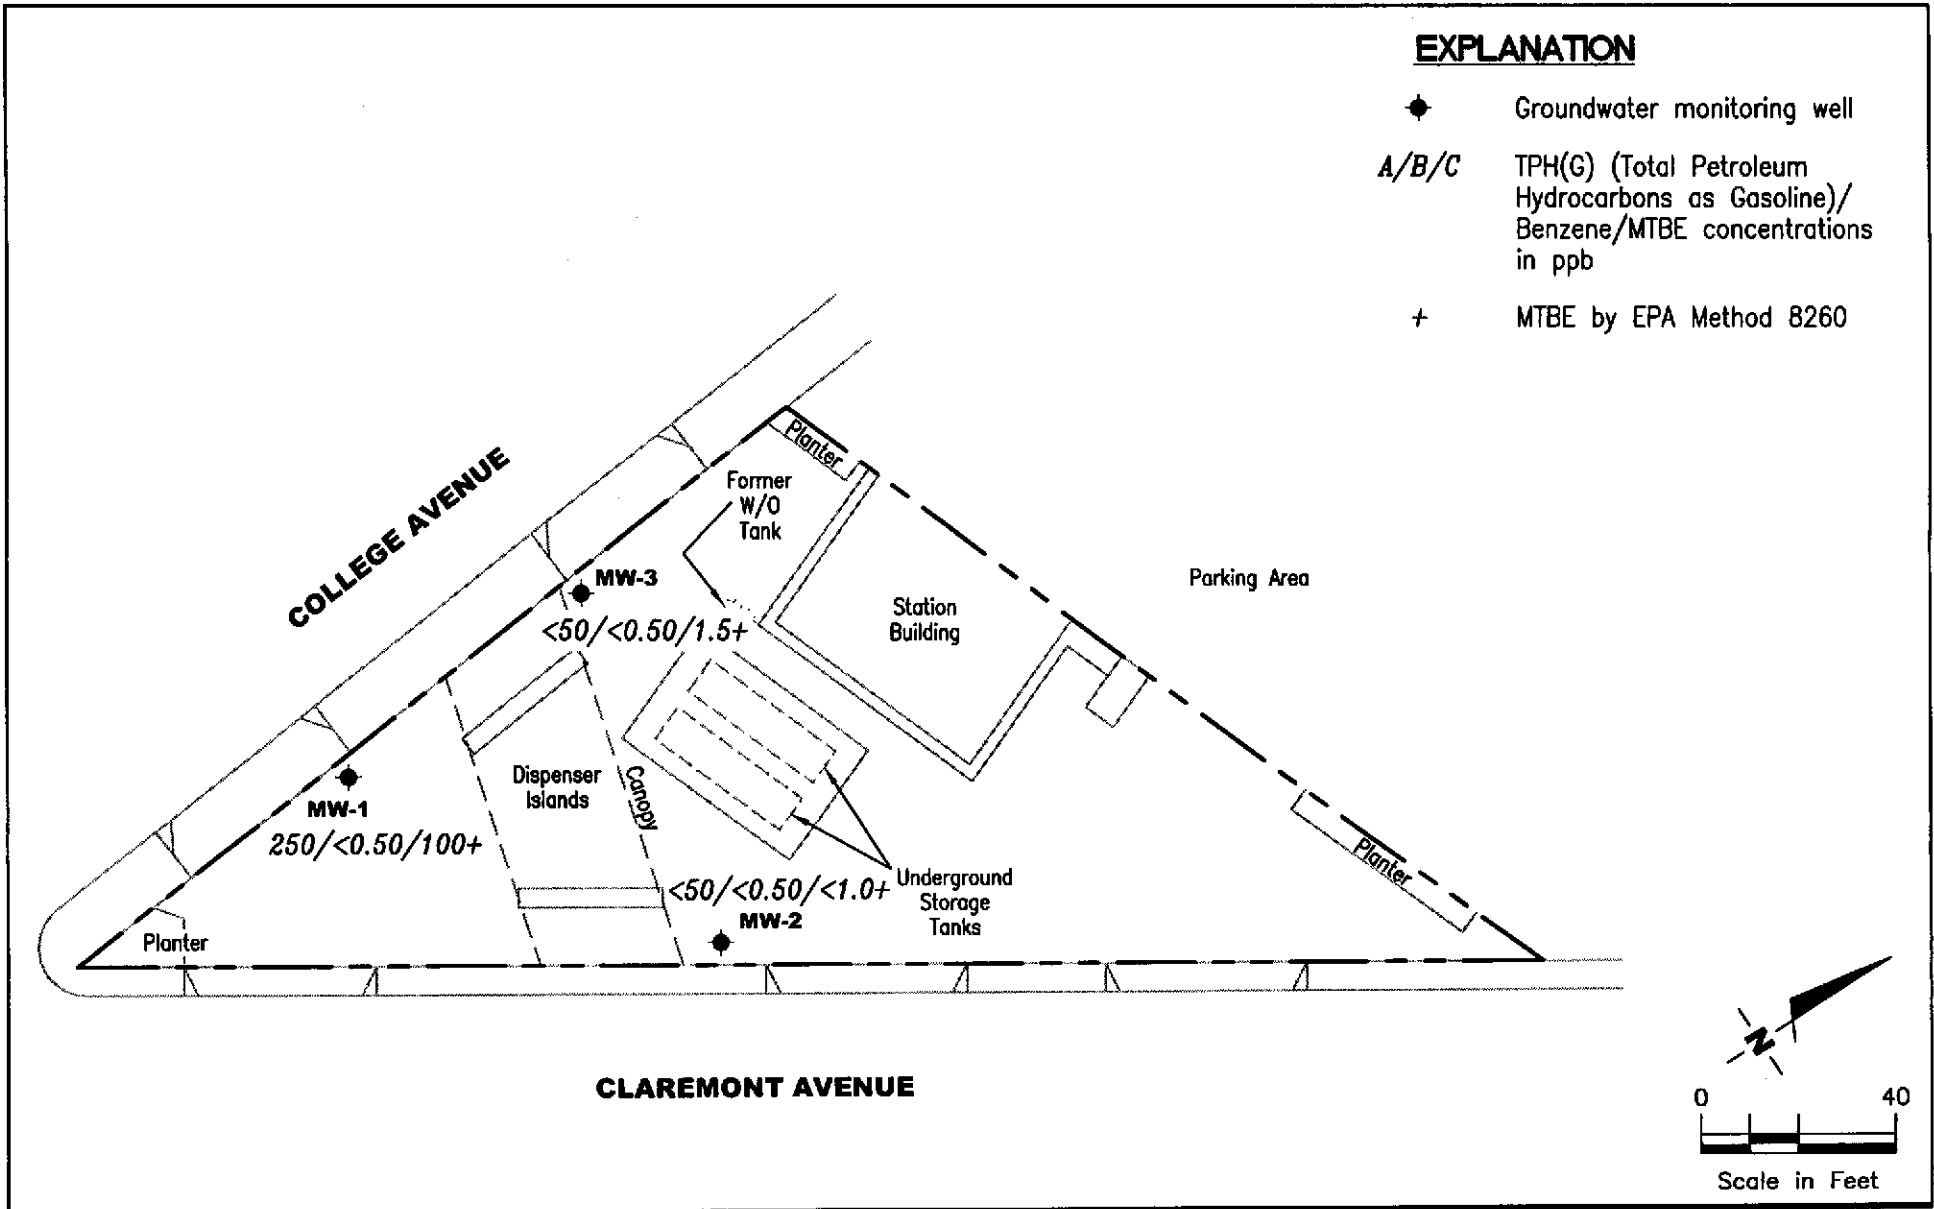 EXPLANATION
Groundwater monitoring well
A/B/C TPH(G) (Total Petroleum
Hydrocarbons as Gasoline)/
Benzene/MTBE concentrations
in ppb
+ MTBE by EPA Method 8260
COLLEGE AVENUE
Planter
Former
W/O
Tank
MW-3
<50/<0.50/1.5+
Station
Building
Parking Area
Dispenser
Islands
Canopy
MW-1
250/<0.50/100+
<50/<0.50/<1.0+
MW-2
Underground
Storage
Tanks
Planter
Planter
CLAREMONT AVENUE
N
0 40
Scale in Feet